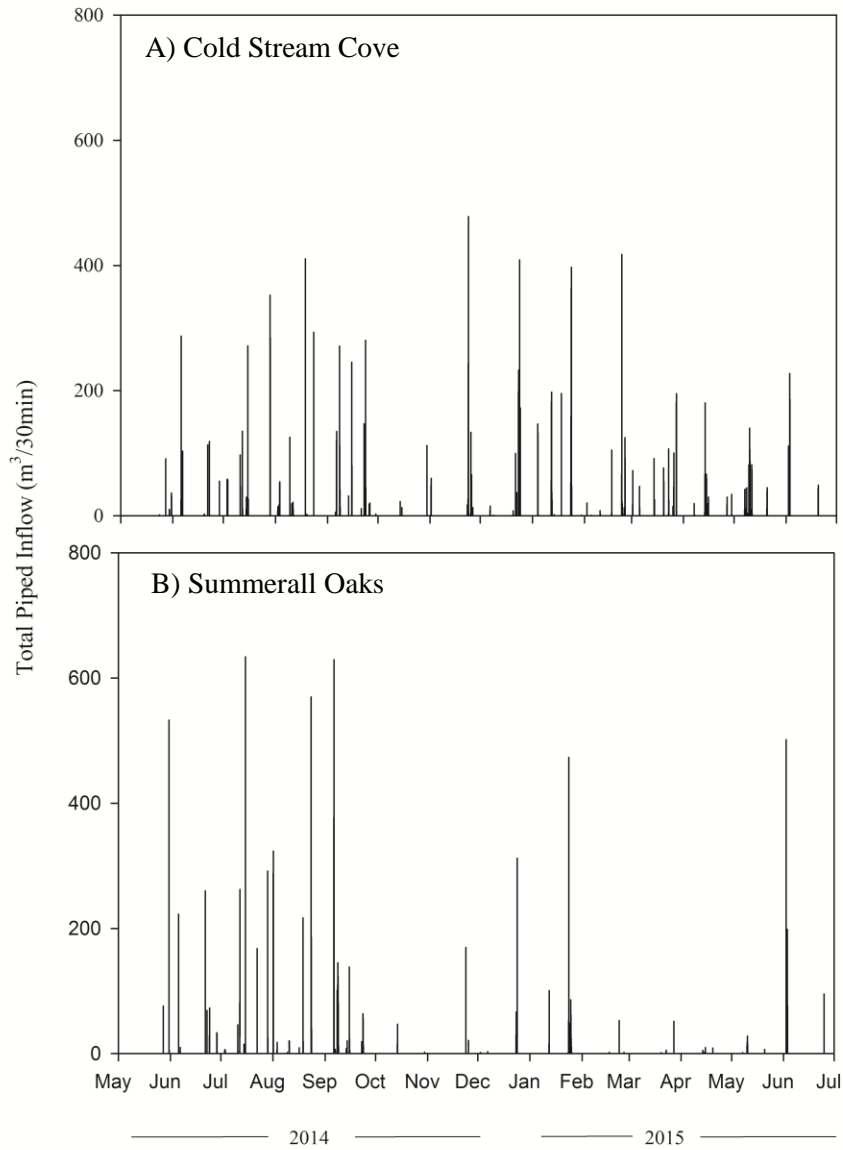 800
A) Cold Stream Cove
600
400
200
0
Total Piped Inflow (m³/30min)
800
B) Summerall Oaks
600
400
200
0
May Jun Jul Aug Sep Oct Nov Dec Jan Feb Mar Apr May Jun Jul
2014 2015